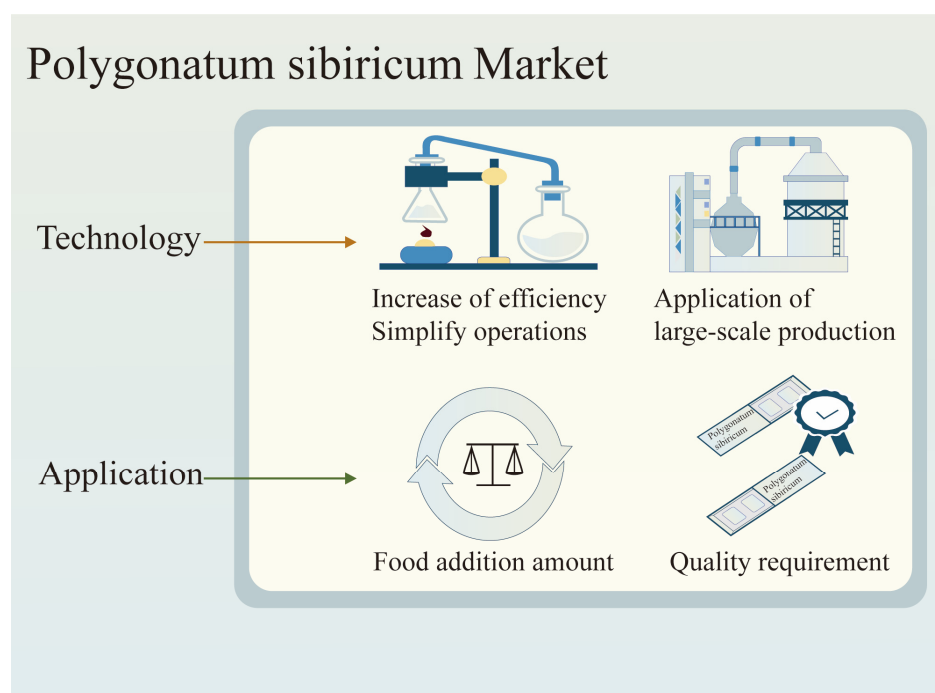 Polygonatum sibiricum Market
Technology
Increase of efficiency
Simplify operations
Application of
large-scale production
Polygonatum
sibiricum
Polygonatum
sibiricum
Application
Food addition amount
Quality requirement